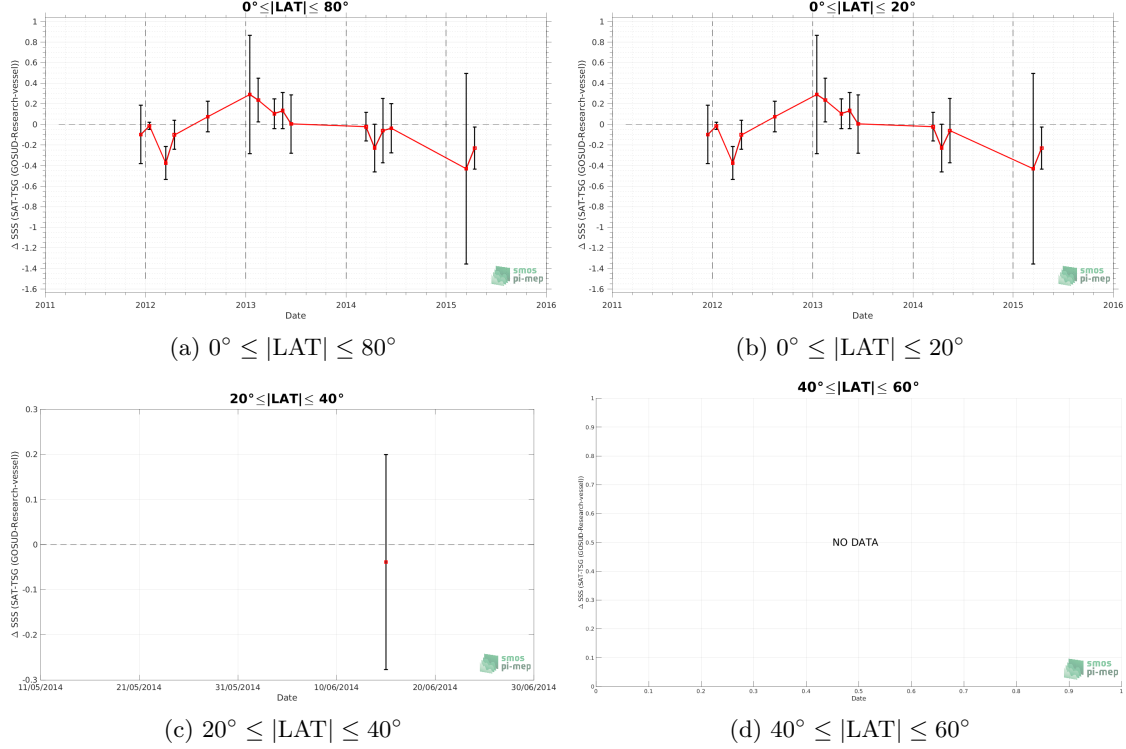 0°≤|LAT|≤ 80°
Δ SSS (SAT-TSG (GOSUD-Research-vessel))
1
0.8
0.6
0.4
0.2
0
-0.2
-0.4
-0.6
-0.8
-1
-1.2
-1.4
-1.6
2011 2012 2013 2014 2015 2016
Date
smos
pi-mep
(a) 0° ≤ |LAT| ≤ 80°
0°≤|LAT|≤ 20°
Δ SSS (SAT-TSG (GOSUD-Research-vessel))
1
0.8
0.6
0.4
0.2
0
-0.2
-0.4
-0.6
-0.8
-1
-1.2
-1.4
-1.6
2011 2012 2013 2014 2015 2016
Date
smos
pi-mep
(b) 0° ≤ |LAT| ≤ 20°
20°≤|LAT|≤ 40°
Δ SSS (SAT-TSG (GOSUD-Research-vessel))
0.3
0.2
0.1
0
-0.1
-0.2
-0.3
11/05/2014 21/05/2014 31/05/2014 10/06/2014 20/06/2014 30/06/2014
Date
smos
pi-mep
(c) 20° ≤ |LAT| ≤ 40°
40°≤|LAT|≤ 60°
Δ SSS (SAT-TSG (GOSUD-Research-vessel))
1
0.9
0.8
0.7
0.6
0.5
0.4
0.3
0.2
0.1
0
NO DATA
0 0.1 0.2 0.3 0.4 0.5 0.6 0.7 0.8 0.9 1
Date
smos
pi-mep
(d) 40° ≤ |LAT| ≤ 60°